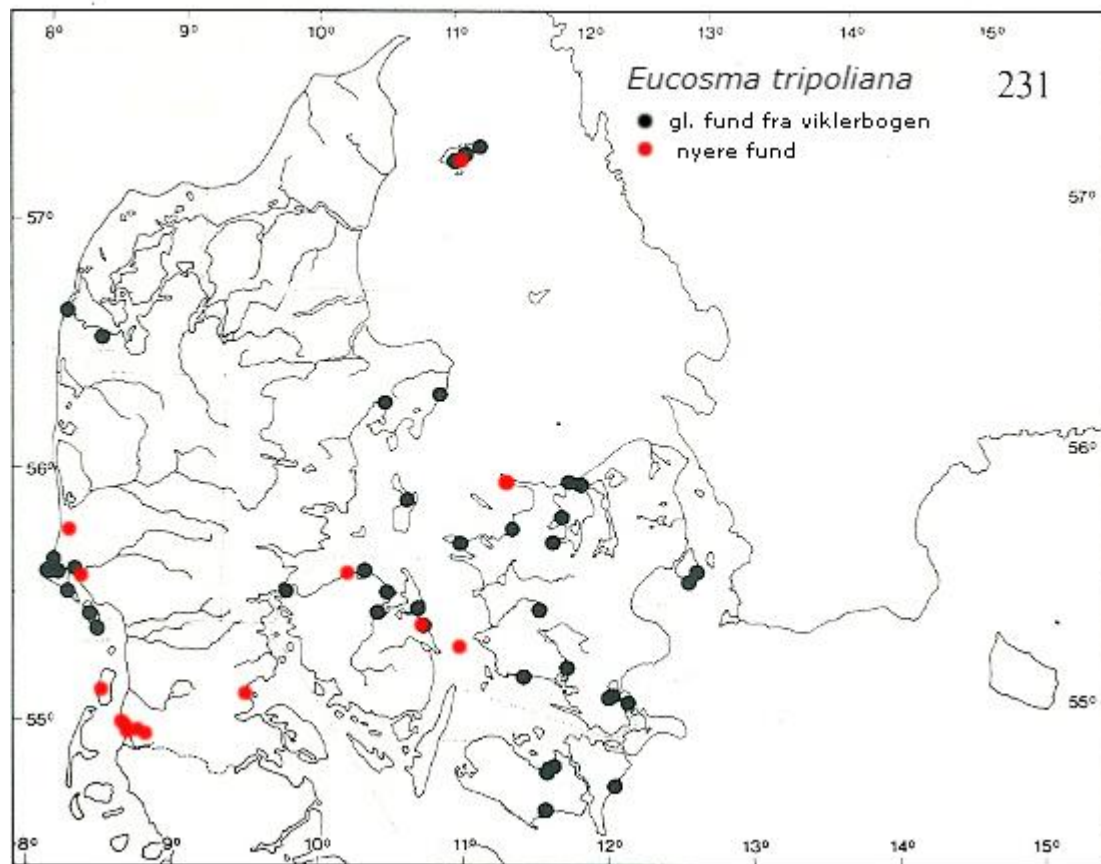 8° 9° 10° 11° 12° 13° 14° 15°
Eucosma tripoliana 231
gl. fund fra viklerbogen
nyere fund
57° 57°
56° 56°
55° 55°
8° 9° 10° 11° 12° 13° 14° 15°